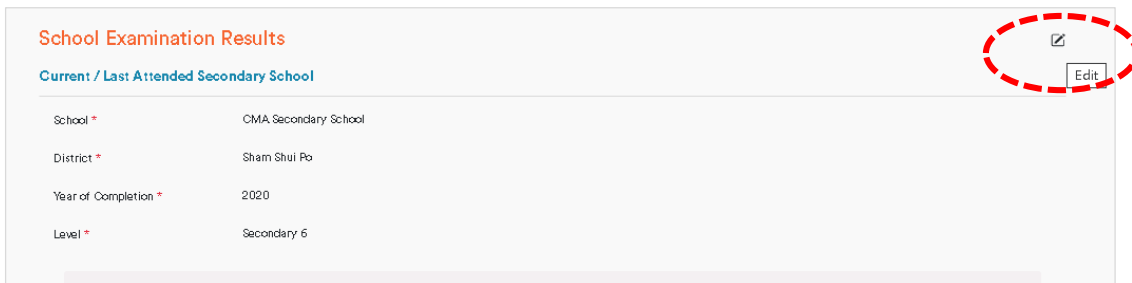 School Examination Results
Current / Last Attended Secondary School
Edit
School * CMA Secondary School
District * Sham Shui Po
Year of Completion * 2020
Level * Secondary 6